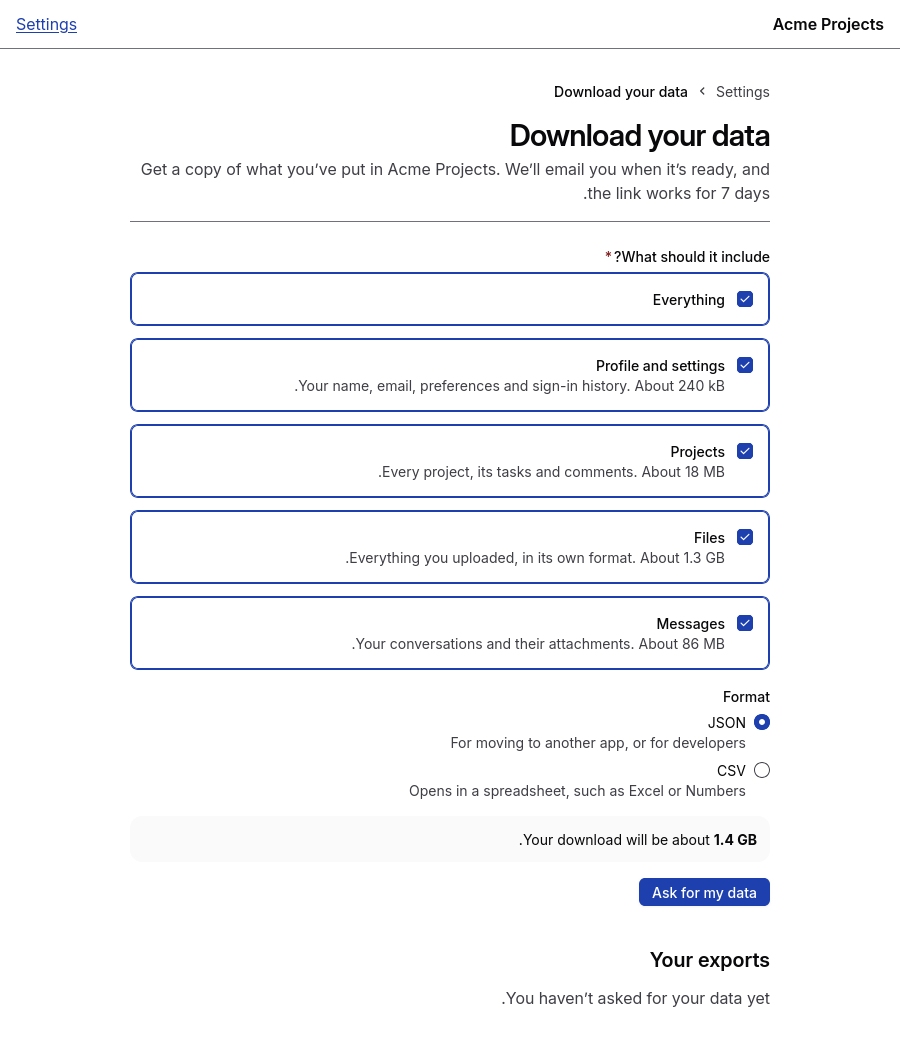 Settings
Acme Projects
Download your data ‹ Settings
Download your data
Get a copy of what you’ve put in Acme Projects. We’ll email you when it’s ready, and
.the link works for 7 days
* ?What should it include
Everything
Profile and settings
.Your name, email, preferences and sign-in history. About 240 kB
Projects
.Every project, its tasks and comments. About 18 MB
Files
.Everything you uploaded, in its own format. About 1.3 GB
Messages
.Your conversations and their attachments. About 86 MB
Format
JSON
For moving to another app, or for developers
CSV
Opens in a spreadsheet, such as Excel or Numbers
.Your download will be about 1.4 GB
Ask for my data
Your exports
.You haven’t asked for your data yet